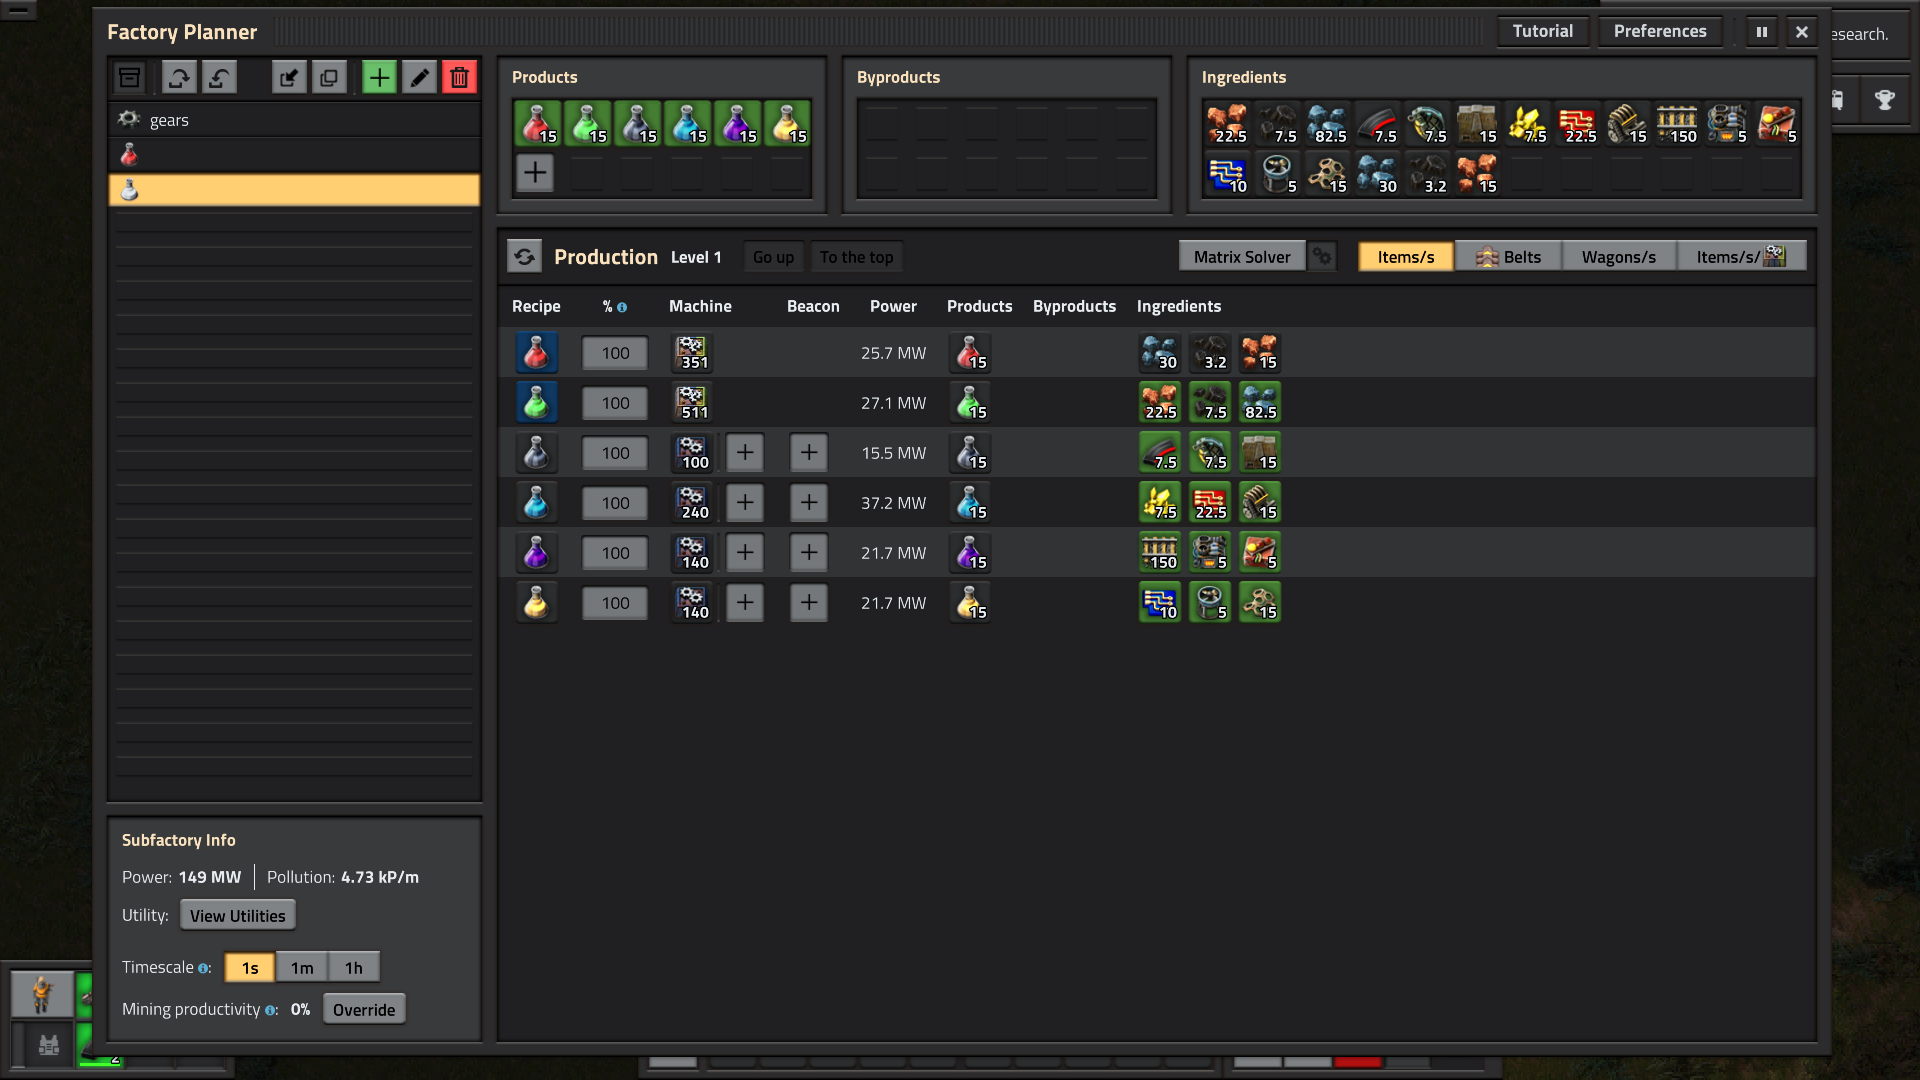 Factory Planner
Tutorial
Preferences
esearch.
gears
Products
15 15 15 15 15 15
Byproducts
Ingredients
22.5 7.5 82.5 7.5 7.5 15 7.5 22.5 15 150 5 5
10 5 15 30 3.2 15
Production Level 1 Go up To the top
Matrix Solver
Items/s Belts Wagons/s Items/s/
Recipe % Machine Beacon Power Products Byproducts Ingredients
100 351 25.7 MW 15 30 3.2 15
100 511 27.1 MW 15 22.5 7.5 82.5
100 100 15.5 MW 15 7.5 7.5 15
100 240 37.2 MW 15 7.5 22.5 15
100 140 21.7 MW 15 150 5 5
100 140 21.7 MW 15 10 5 15
Subfactory Info
Power: 149 MW Pollution: 4.73 kP/m
Utility: View Utilities
Timescale : 1s 1m 1h
Mining productivity : 0% Override
2